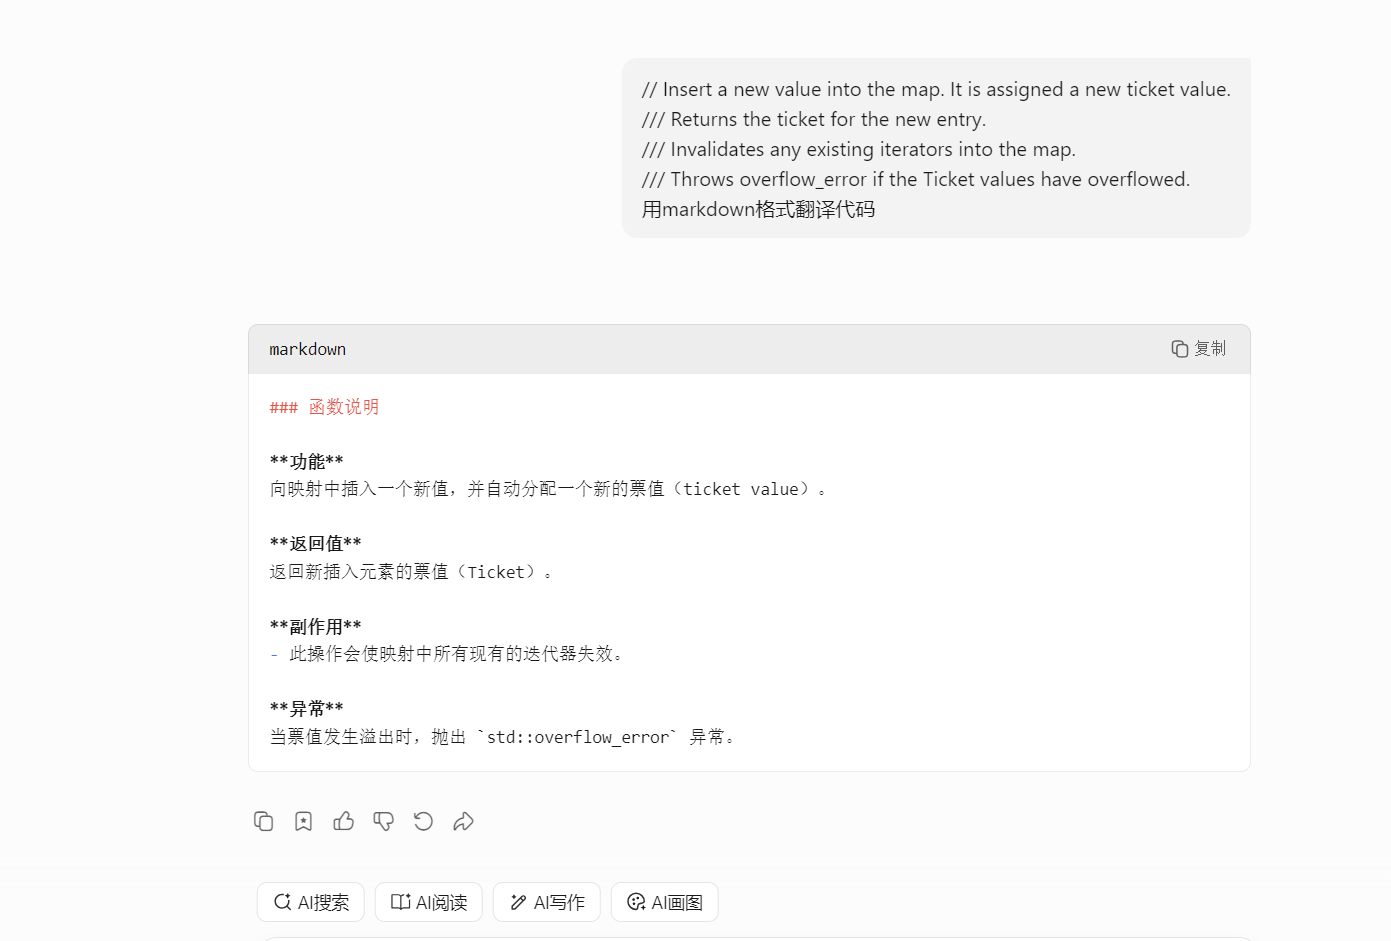 // Insert a new value into the map. It is assigned a new ticket value.
/// Returns the ticket for the new entry.
/// Invalidates any existing iterators into the map.
/// Throws overflow_error if the Ticket values have overflowed.
用markdown格式翻译代码
markdown
复制
### 函数说明
**功能**
向映射中插入一个新值，并自动分配一个新的票值（ticket value）。
**返回值**
返回新插入元素的票值（Ticket）。
**副作用**
- 此操作会使映射中所有现有的迭代器失效。
**异常**
当票值发生溢出时，抛出 `std::overflow_error` 异常。
AI搜索
AI阅读
AI写作
AI画图